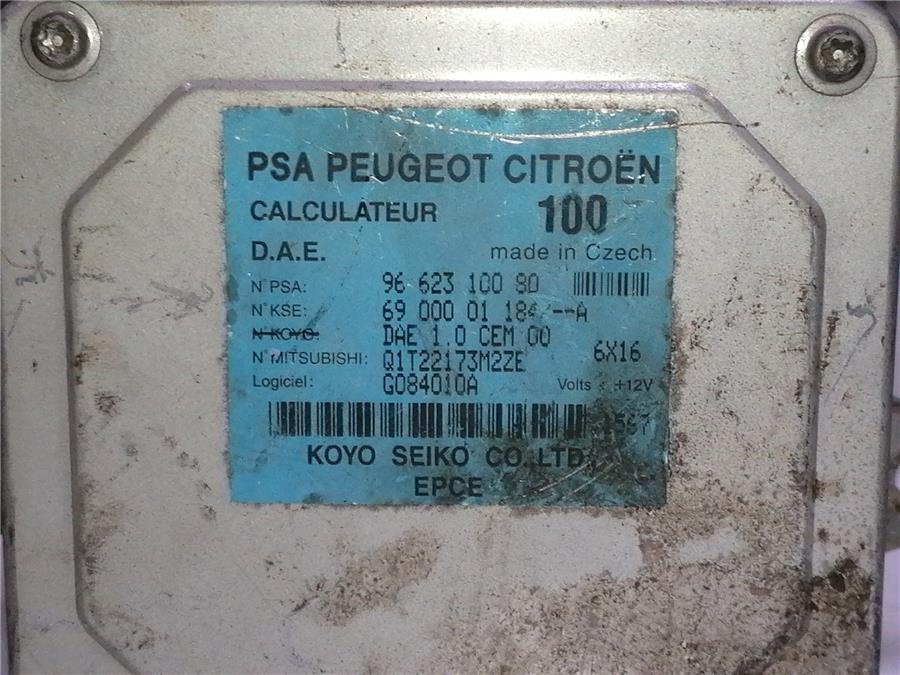 PSA PEUGEOT CITROËN
CALCULATEUR 100
D.A.E. made in Czech
N° PSA: 96 623 100 80
N° KSE: 69 000 01 184 --A
N° KOYO: DAE 1.0 CEM 00
N° MITSUBISHI: Q1T22173M2ZE 6X16
Logiciel: G084010A Volts : +12V
KOYO SEIKO CO.,LTD.
EPCE